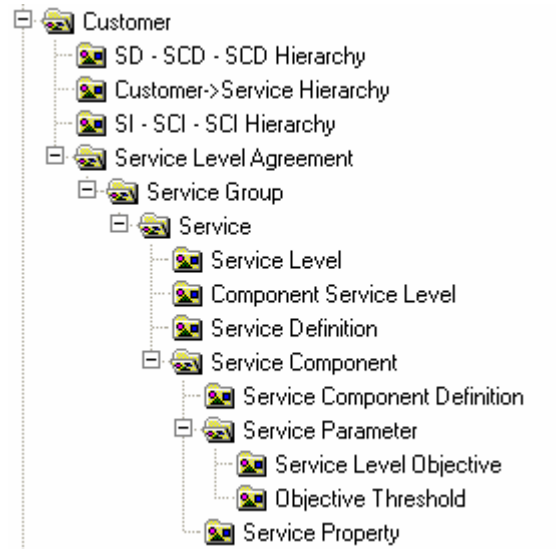 Customer
SD - SCD - SCD Hierarchy
Customer->Service Hierarchy
SI - SCI - SCI Hierarchy
Service Level Agreement
Service Group
Service
Service Level
Component Service Level
Service Definition
Service Component
Service Component Definition
Service Parameter
Service Level Objective
Objective Threshold
Service Property